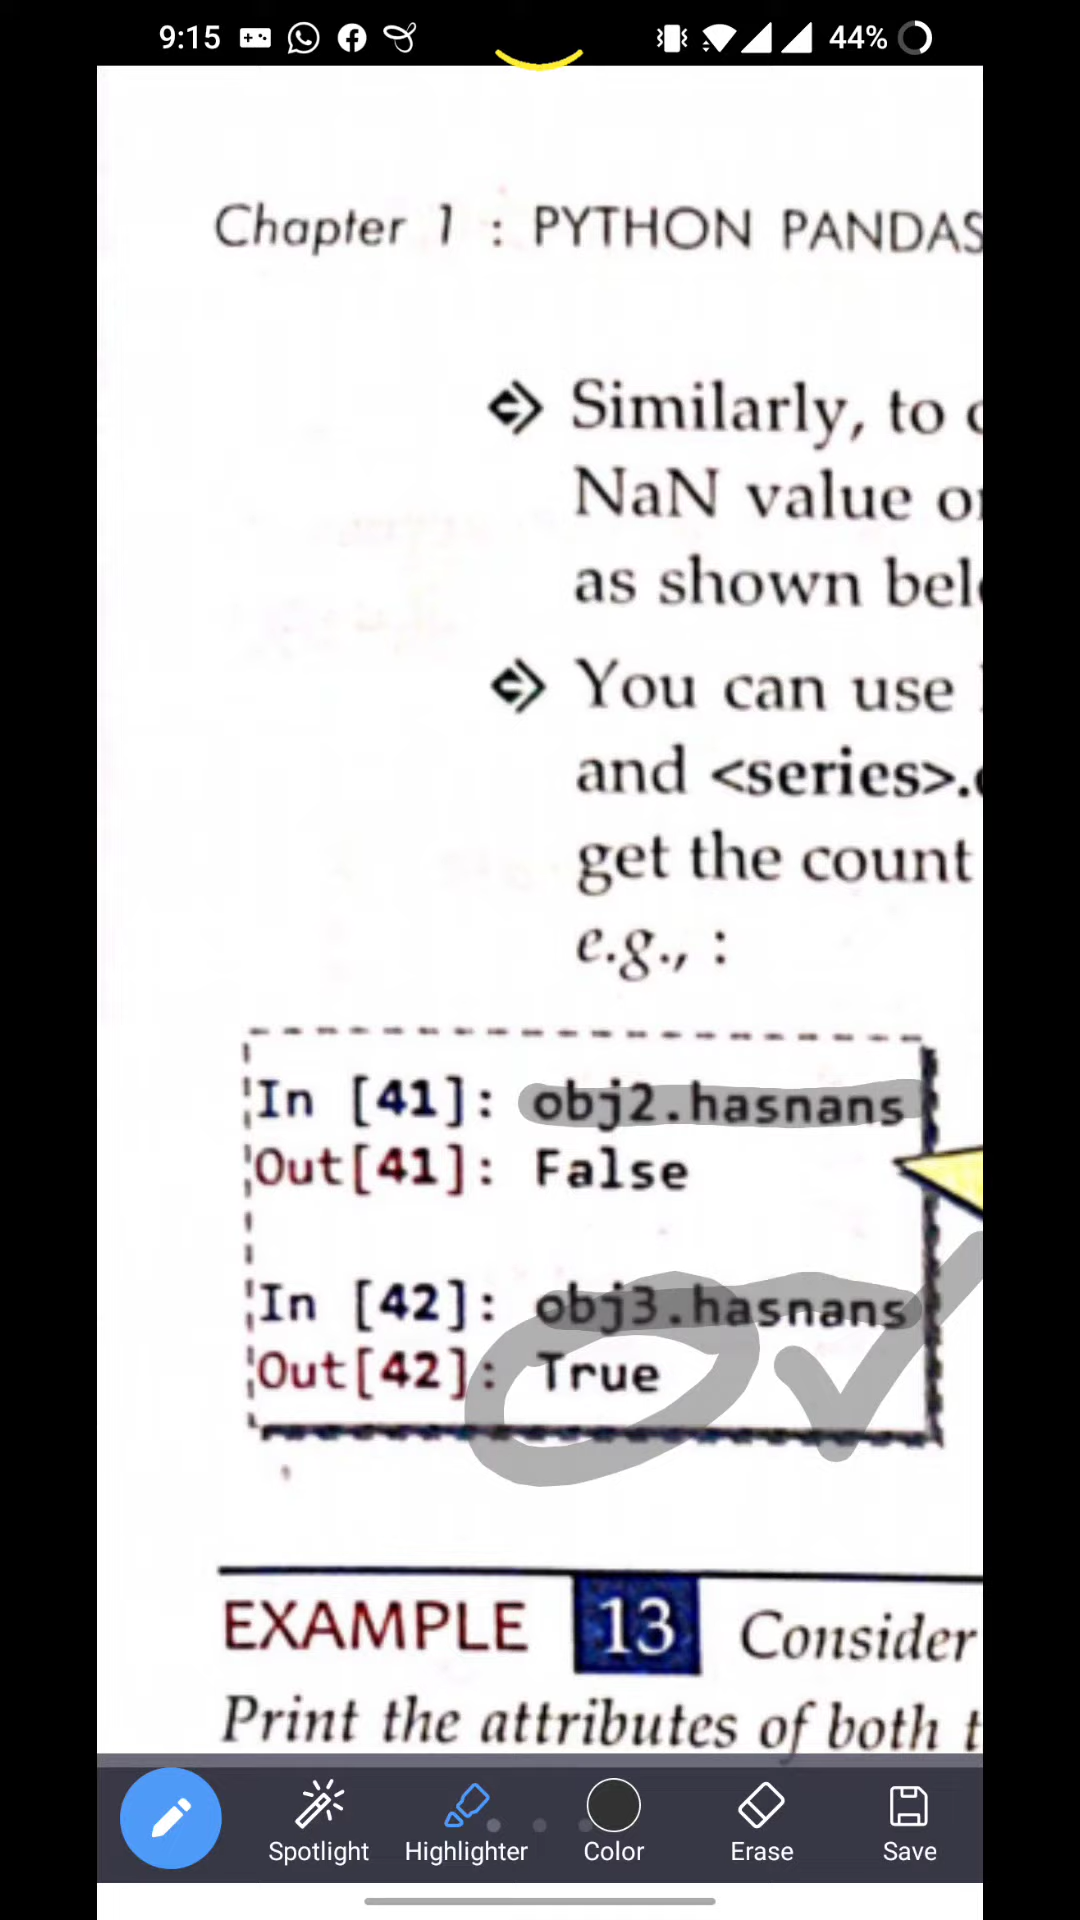 9:15 44%
Chapter 1 : PYTHON PANDAS
Similarly, to
NaN value
as shown
You can use
and <series>.
get the count
e.g., :
In [41]: obj2.hasnans
Out[41]: False
In [42]: obj3.hasnans
Out[42]: True
EXAMPLE 13 Consider
Print the attributes of both
Spotlight Highlighter Color Erase Save